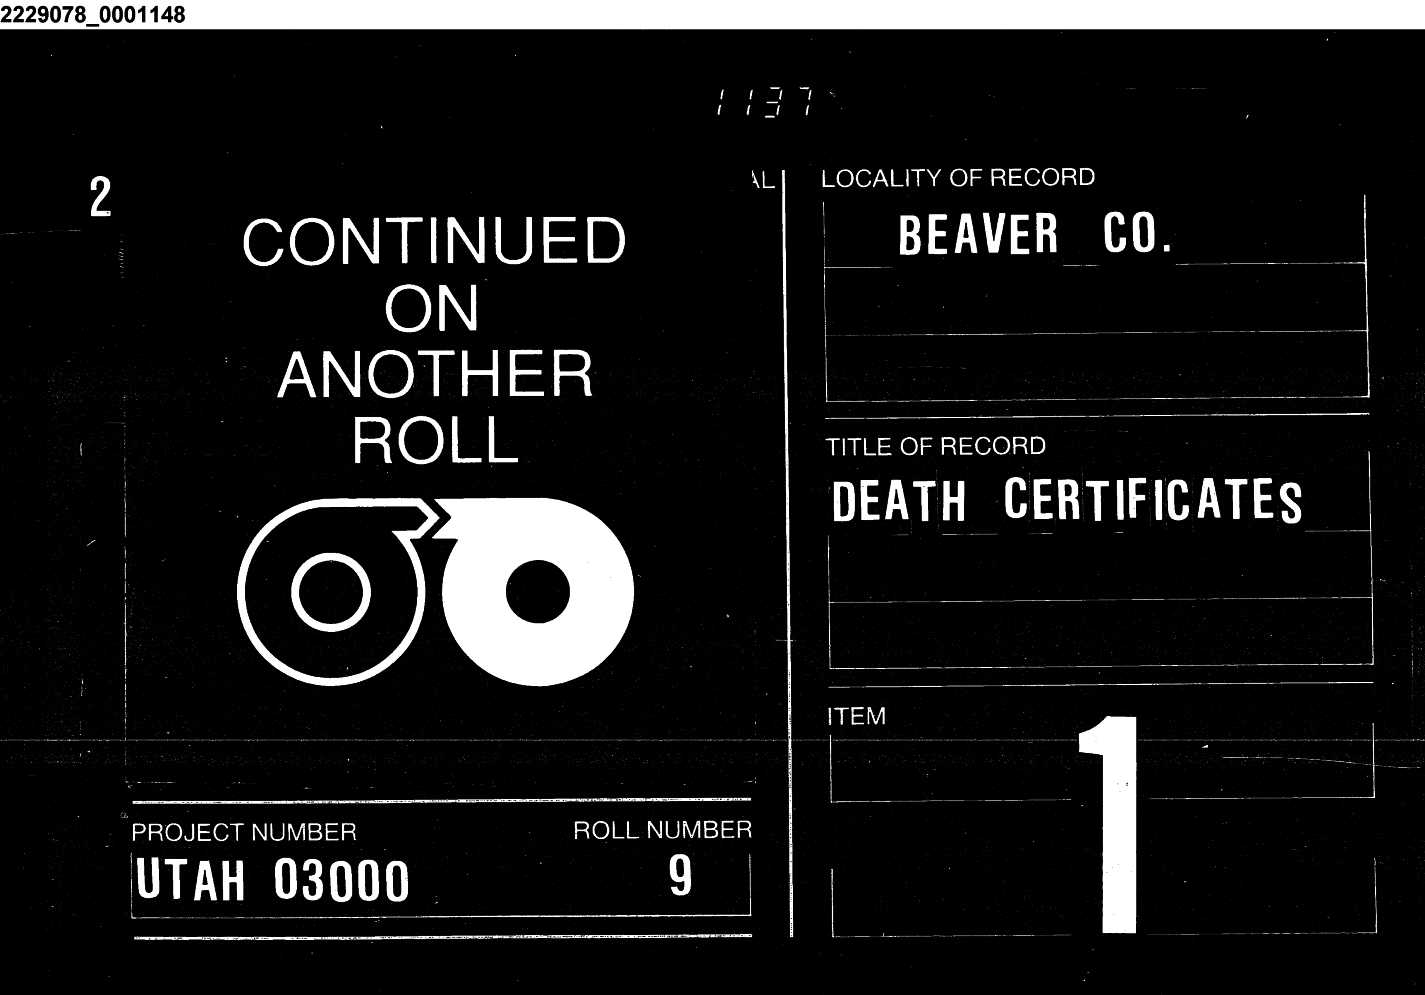 2229078_0001148
1137
2
CONTINUED
ON
ANOTHER
ROLL
PROJECT NUMBER
UTAH 03000
ROLL NUMBER
9
AL
LOCALITY OF RECORD
BEAVER CO.
TITLE OF RECORD
DEATH CERTIFICATES
ITEM
1